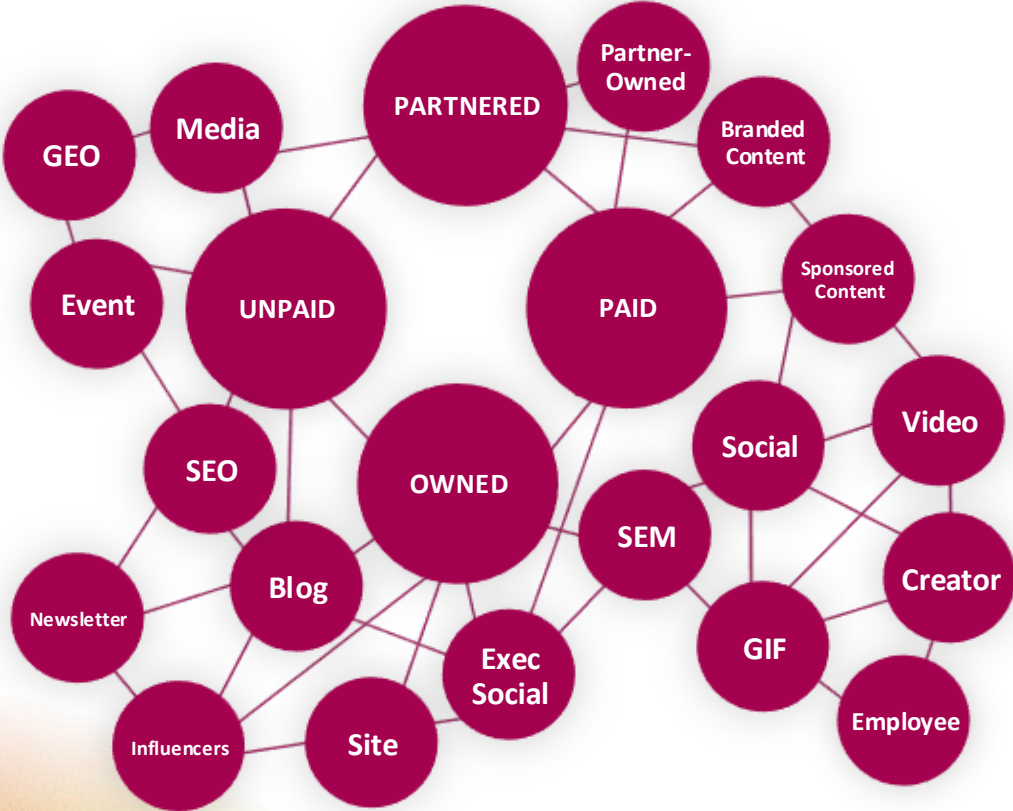 PARTNERED
Partner-
Owned
Media
GEO
Branded
Content
Event
UNPAID
PAID
Sponsored
Content
SEO
OWNED
Social
Video
SEM
Blog
Creator
Newsletter
Exec
Social
GIF
Influencers
Site
Employee